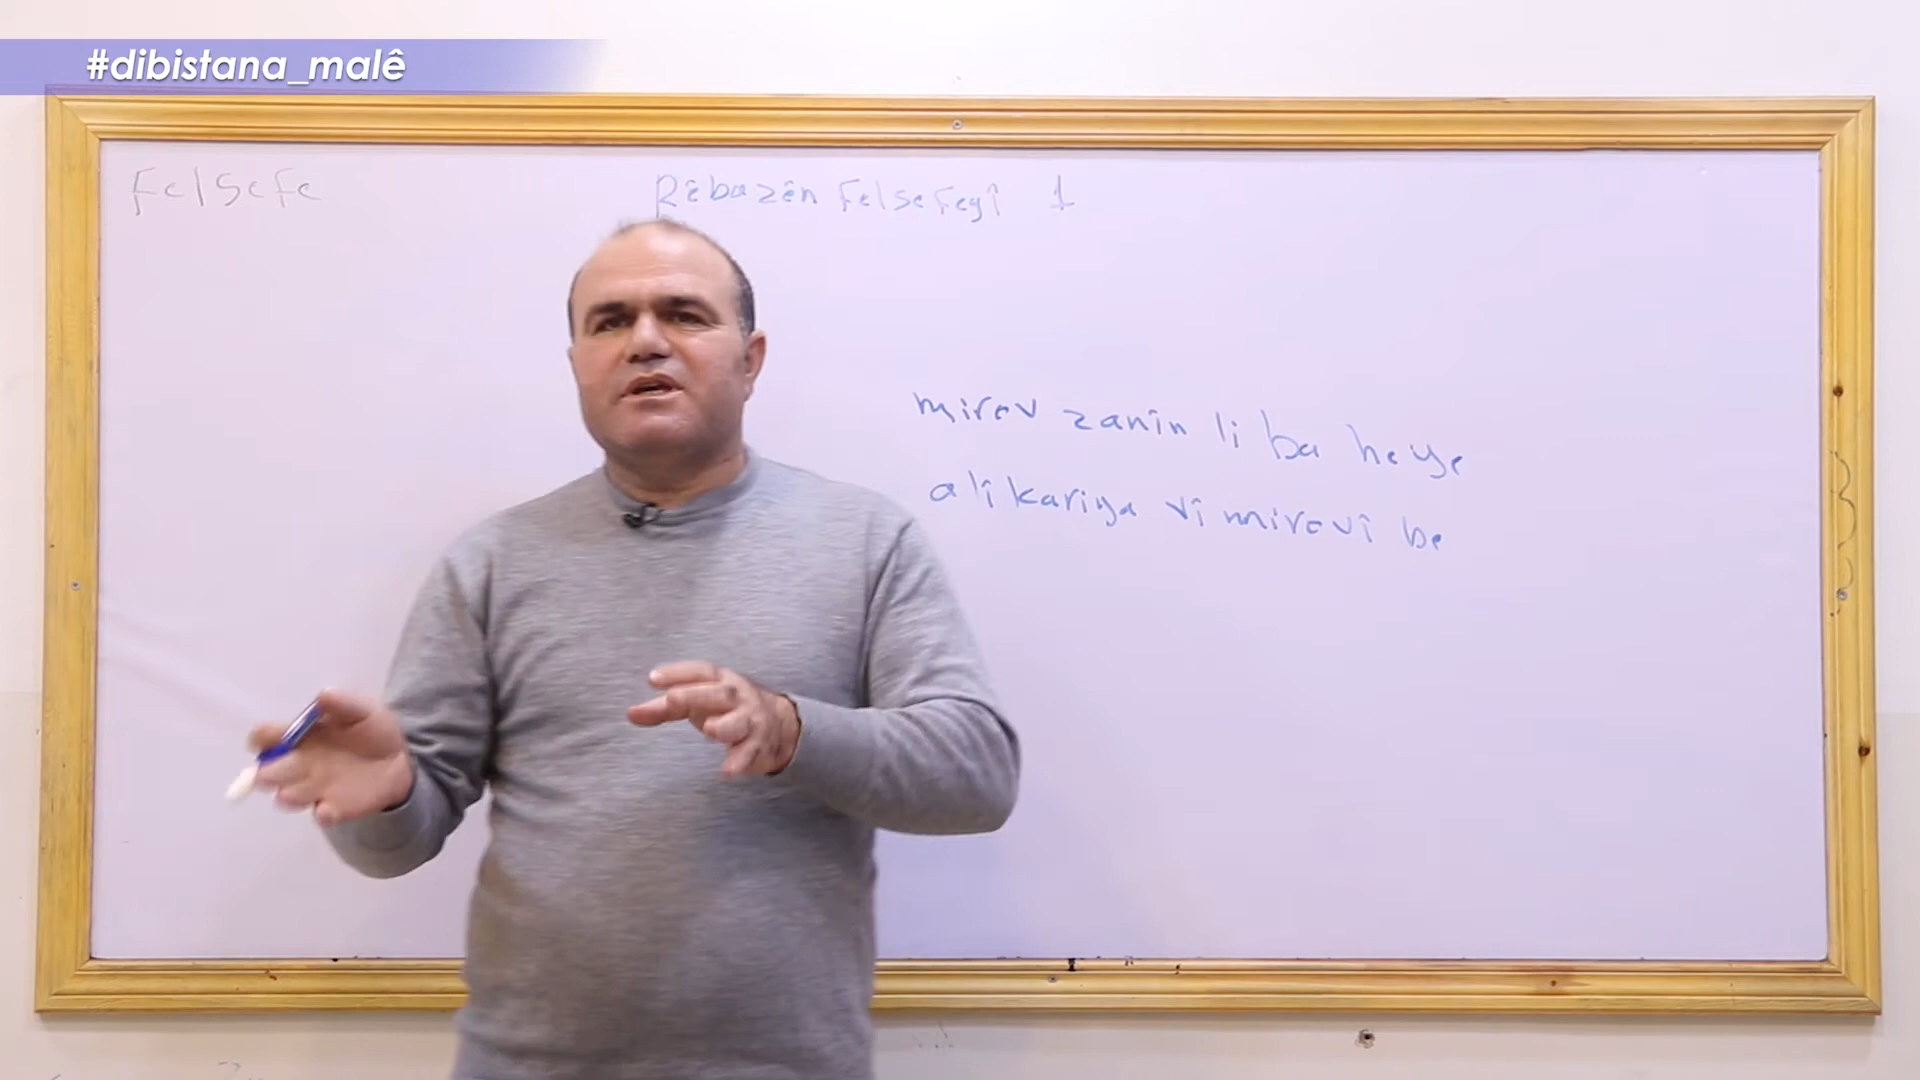 #dibistana_malê
Felsefe
Rêbazên Felsefeyî 1
mirov zanîn li ba heye
alîkariya vî mirovî be